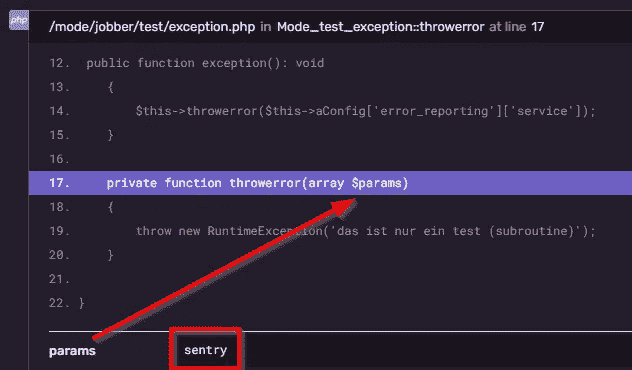 php
/mode/jobber/test/exception.php in Mode_test_exception::throwerror at line 17
12. public function exception(): void
13. {
14. $this->throwerror($this->aConfig['error_reporting']['service']);
15. }
16.
17. private function throwerror(array $params)
18. {
19. throw new RuntimeException('das ist nur ein test (subroutine)');
20. }
21.
22. }
params sentry